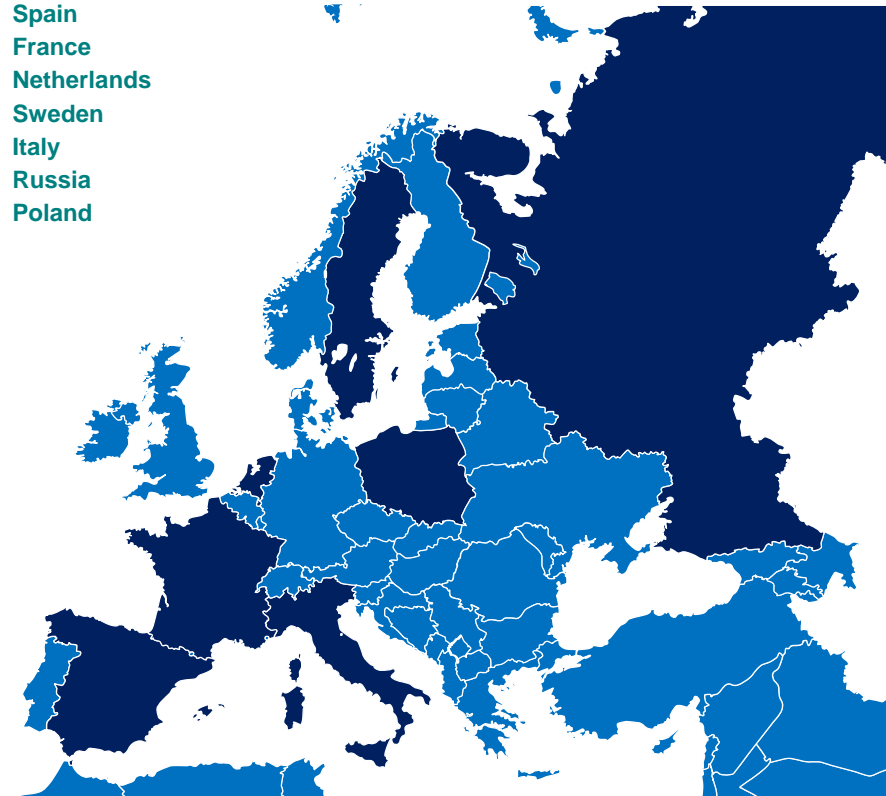 Spain
France
Netherlands
Sweden
Italy
Russia
Poland